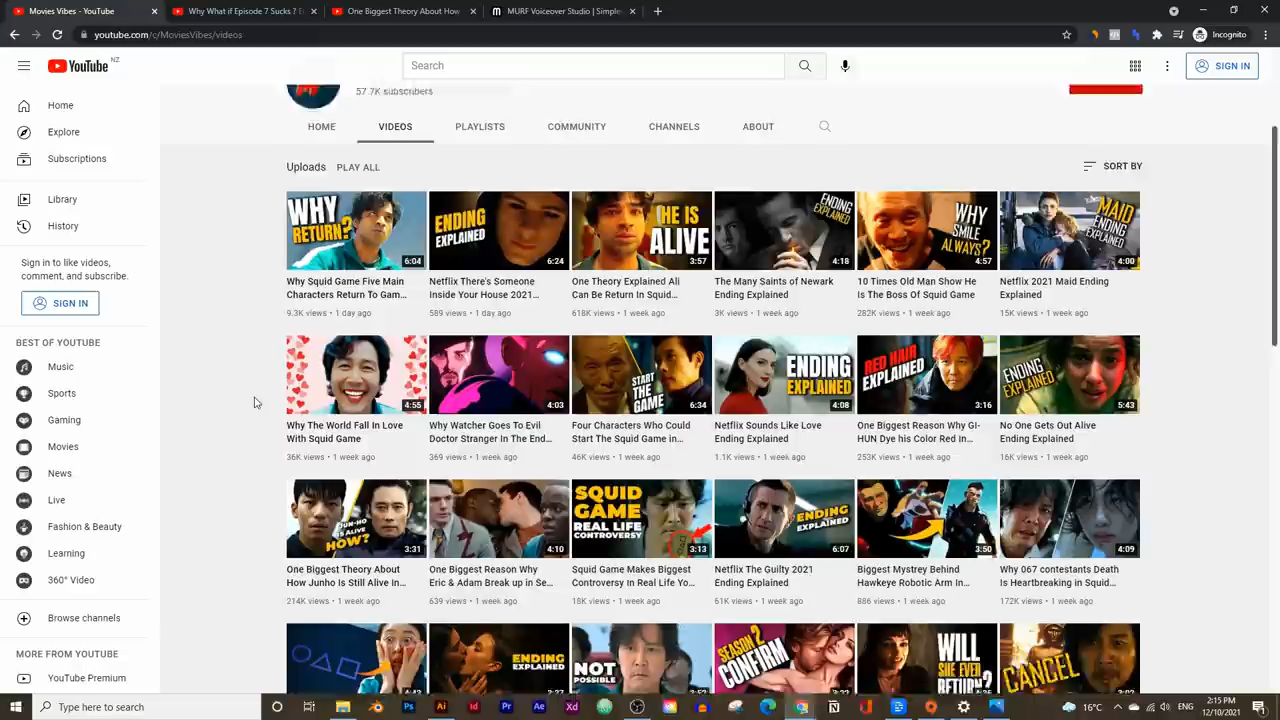 Movies Vibes - YouTube
Why What if Episode 7 Sucks ? E
One Biggest Theory About How
MURF Voiceover Studio | Simple
youtube.com/c/MoviesVibes/videos
Incognito
YouTube NZ
Search
SIGN IN
57.7K subscribers
HOME VIDEOS PLAYLISTS COMMUNITY CHANNELS ABOUT
Home
Explore
Subscriptions
Library
History
Sign in to like videos,
comment, and subscribe.
SIGN IN
BEST OF YOUTUBE
Music
Sports
Gaming
Movies
News
Live
Fashion & Beauty
Learning
360° Video
Browse channels
MORE FROM YOUTUBE
YouTube Premium
Uploads PLAY ALL
SORT BY
WHY
RETURN?
6:04
Why Squid Game Five Main
Characters Return To Gam...
9.3K views • 1 day ago
ENDING
EXPLAINED
6:24
Netflix There's Someone
Inside Your House 2021...
589 views • 1 day ago
HE IS
ALIVE
3:57
One Theory Explained Ali
Can Be Return In Squid...
618K views • 1 week ago
ENDING
EXPLAINED
4:18
The Many Saints of Newark
Ending Explained
3K views • 1 week ago
WHY
SMILE
ALWAYS?
4:57
10 Times Old Man Show He
Is The Boss Of Squid Game
282K views • 1 week ago
MAID
ENDING
EXPLAINED
4:00
Netflix 2021 Maid Ending
Explained
15K views • 1 week ago
4:55
Why The World Fall In Love
With Squid Game
36K views • 1 week ago
4:03
Why Watcher Goes To Evil
Doctor Stranger In The End...
369 views • 1 week ago
START
THE
GAME
6:34
Four Characters Who Could
Start The Squid Game in...
46K views • 1 week ago
ENDING
EXPLAINED
4:08
Netflix Sounds Like Love
Ending Explained
1.1K views • 1 week ago
RED HAIR
EXPLAINED
3:16
One Biggest Reason Why GI-
HUN Dye his Color Red in...
253K views • 1 week ago
ENDING
EXPLAINED
5:43
No One Gets Out Alive
Ending Explained
16K views • 1 week ago
JUN-HO
IS ALIVE
HOW?
3:31
One Biggest Theory About
How Junho Is Still Alive In...
214K views • 1 week ago
4:10
One Biggest Reason Why
Eric & Adam Break up in Se...
639 views • 1 week ago
SQUID
GAME
REAL LIFE
CONTROVERSY
3:13
Squid Game Makes Biggest
Controversy In Real Life Yo...
18K views • 1 week ago
ENDING
EXPLAINED
6:07
Netflix The Guilty 2021
Ending Explained
61K views • 1 week ago
3:50
Biggest Mystrey Behind
Hawkeye Robotic Arm In...
886 views • 1 week ago
4:09
Why 067 contestants Death
Is Heartbreaking in Squid...
172K views • 1 week ago
ENDING
EXPLAINED
NOT
POSSIBLE
SEASON 2
CONFIRM
WILL
SHE EVER
RETURN?
CANCEL
Type here to search
16°C
ENG
2:15 PM
12/10/2021